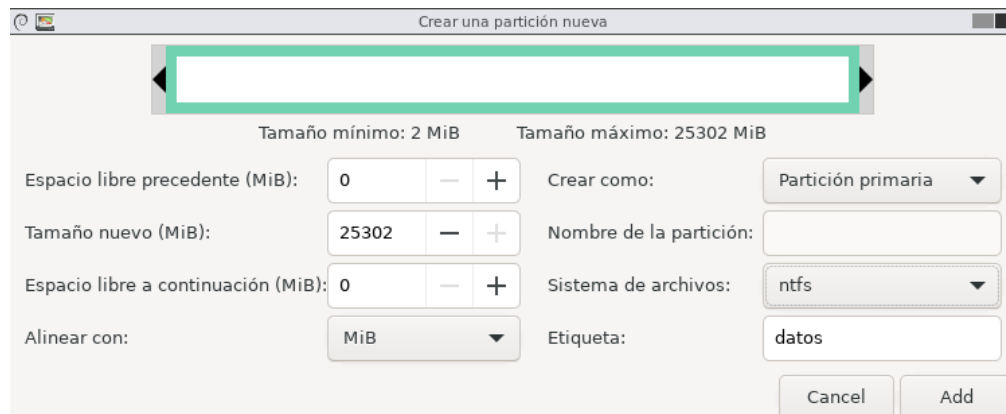 Crear una partición nueva
Tamaño mínimo: 2 MiB Tamaño máximo: 25302 MiB
Espacio libre precedente (MiB): 0 Crear como: Partición primaria
Tamaño nuevo (MiB): 25302 Nombre de la partición:
Espacio libre a continuación (MiB): 0 Sistema de archivos: ntfs
Alinear con: MiB Etiqueta: datos
Cancel Add